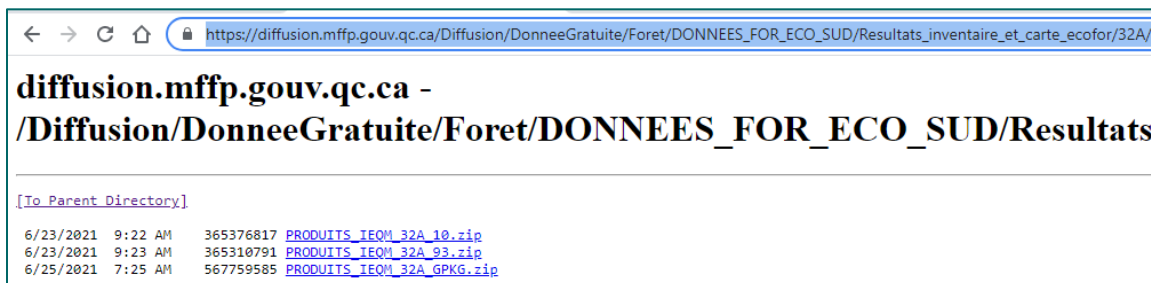 https://diffusion.mffp.gouv.qc.ca/Diffusion/DonneeGratuite/Foret/DONNEES_FOR_ECO_SUD/Resultats_inventaire_et_carte_ecofor/32A/
diffusion.mffp.gouv.qc.ca -
/Diffusion/DonneeGratuite/Foret/DONNEES_FOR_ECO_SUD/Resultats
[To Parent Directory]
6/23/2021 9:22 AM 365376817 PRODUITS_IEQM_32A_10.zip
6/23/2021 9:23 AM 365310791 PRODUITS_IEQM_32A_93.zip
6/25/2021 7:25 AM 567759585 PRODUITS_IEQM_32A_GPKG.zip